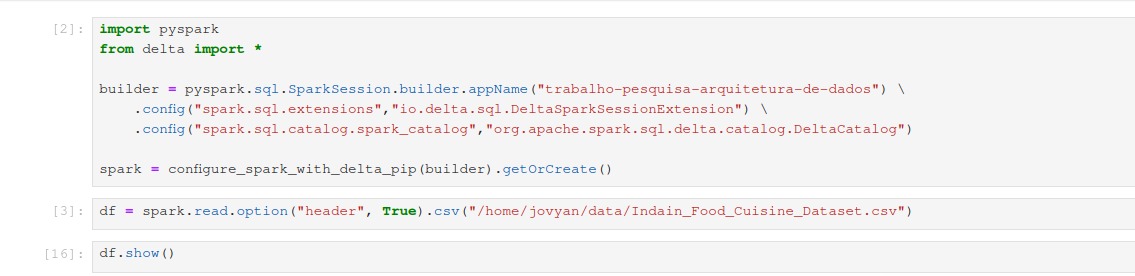 [2]: import pyspark
from delta import *
builder = pyspark.sql.SparkSession.builder.appName("trabalho-pesquisa-arquitetura-de-dados") \
.config("spark.sql.extensions","io.delta.sql.DeltaSparkSessionExtension") \
.config("spark.sql.catalog.spark_catalog","org.apache.spark.sql.delta.catalog.DeltaCatalog")
spark = configure_spark_with_delta_pip(builder).getOrCreate()
[3]: df = spark.read.option("header", True).csv("/home/jovyan/data/Indain_Food_Cuisine_Dataset.csv")
[16]: df.show()